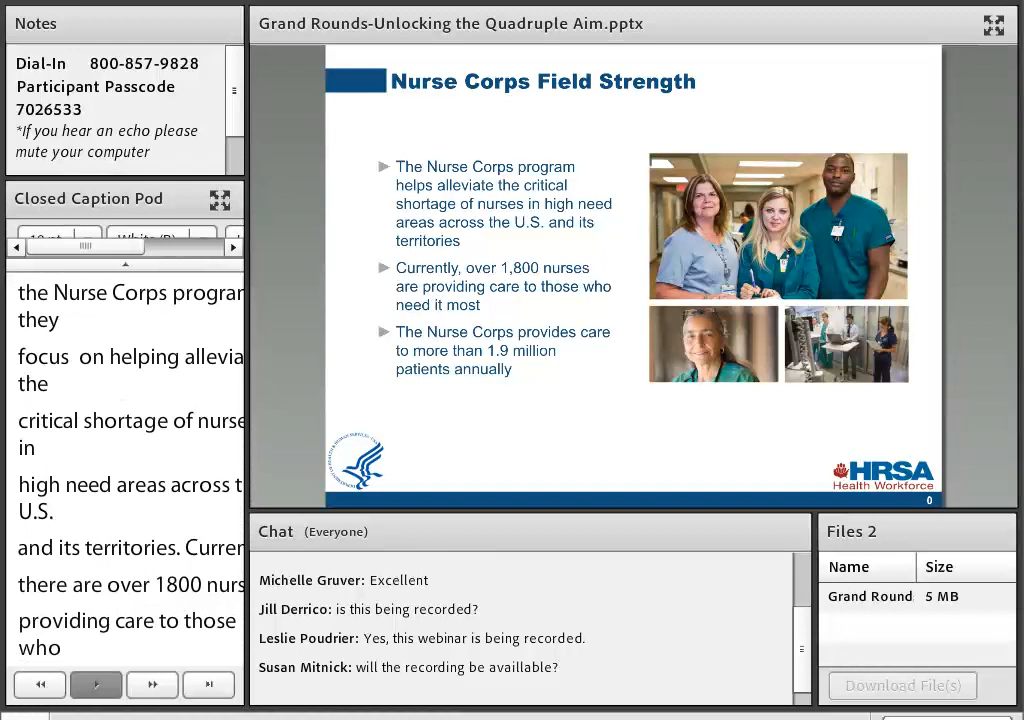 Notes
Dial-In 800-857-9828
Participant Passcode
7026533
*If you hear an echo please
mute your computer
Closed Caption Pod
the Nurse Corps program
they
focus on helping allevia
the
critical shortage of nurse
in
high need areas across t
U.S.
and its territories. Curren
there are over 1800 nurs
providing care to those
who
Grand Rounds-Unlocking the Quadruple Aim.pptx
Nurse Corps Field Strength
The Nurse Corps program
helps alleviate the critical
shortage of nurses in high need
areas across the U.S. and its
territories
Currently, over 1,800 nurses
are providing care to those who
need it most
The Nurse Corps provides care
to more than 1.9 million
patients annually
HRSA
Health Workforce
0
Chat (Everyone)
Michelle Gruver: Excellent
Jill Derrico: is this being recorded?
Leslie Poudrier: Yes, this webinar is being recorded.
Susan Mitnick: will the recording be availlable?
Files 2
Name Size
Grand Round 5 MB
Download File(s)